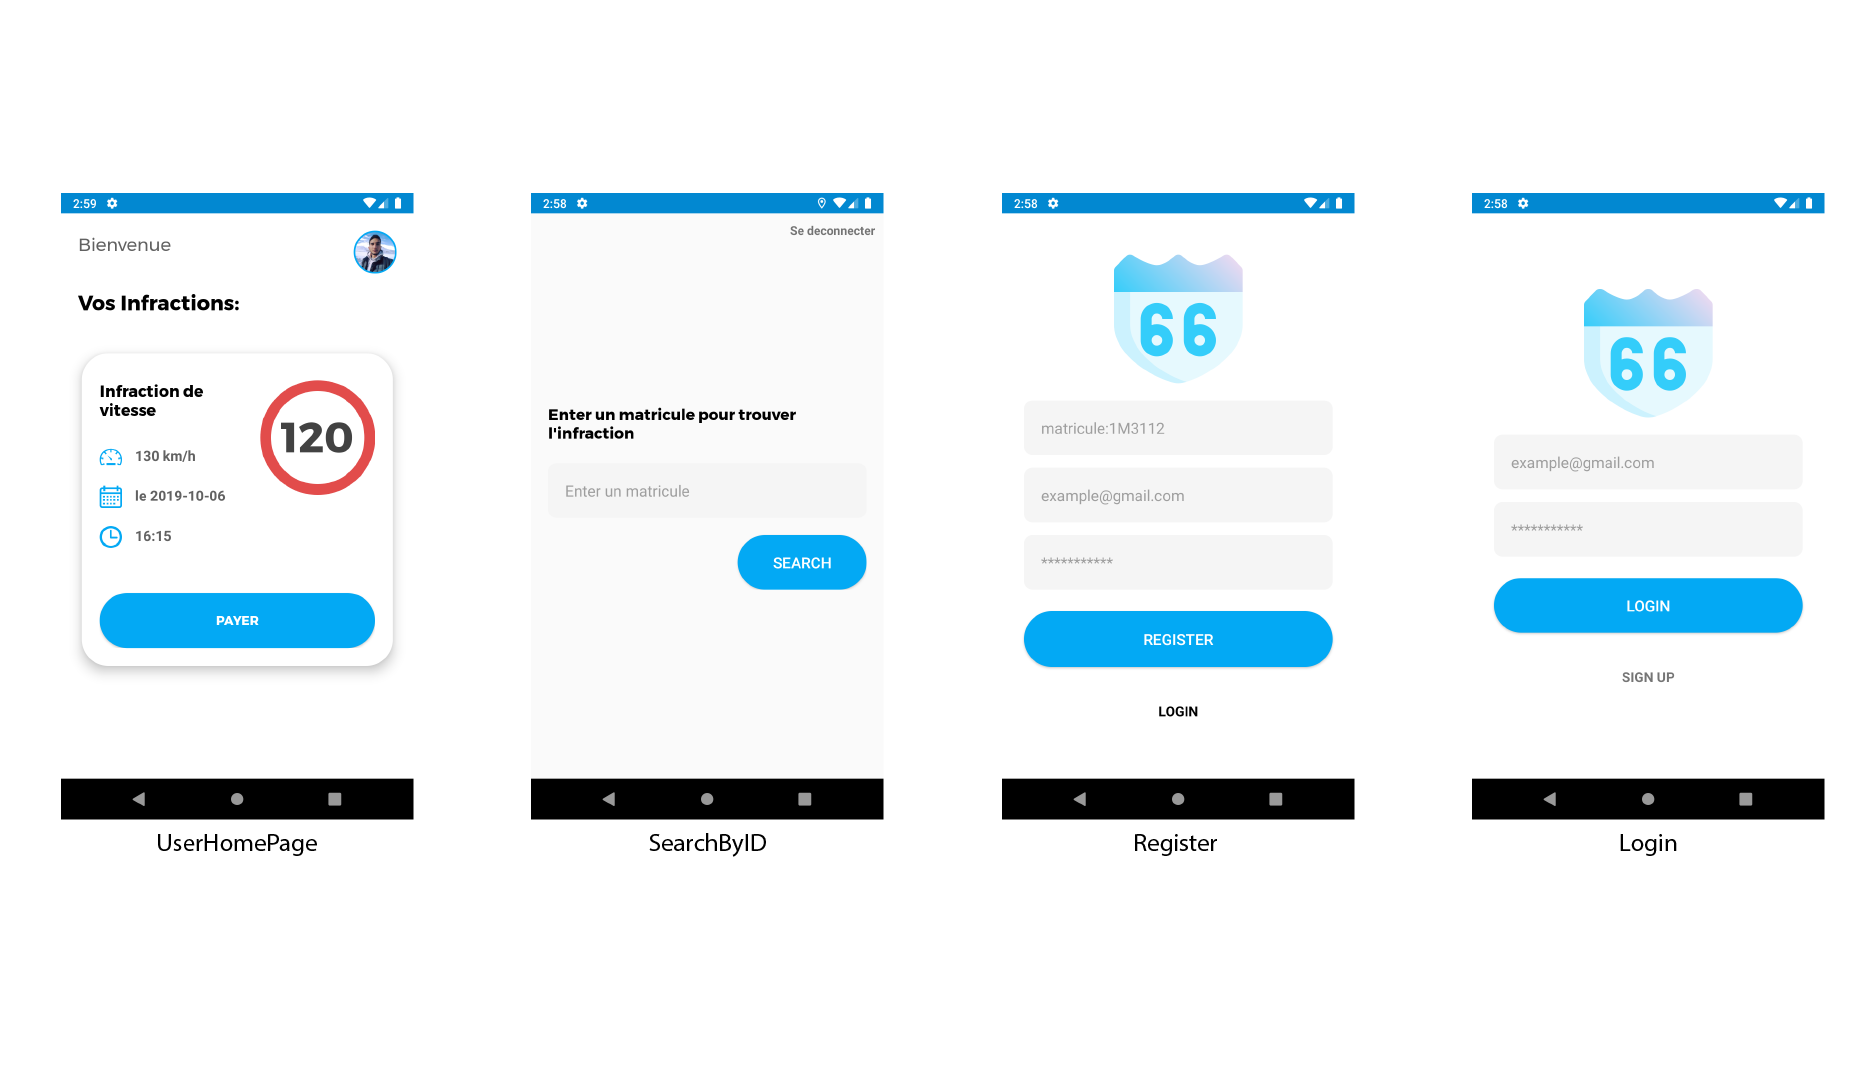 2:59
Bienvenue
Vos Infractions:
Infraction de
vitesse
120
130 km/h
le 2019-10-06
16:15
PAYER
UserHomePage
2:58
Se deconnecter
Enter un matricule pour trouver
l'infraction
Enter un matricule
SEARCH
SearchByID
2:58
66
matricule:1M3112
example@gmail.com
***********
REGISTER
LOGIN
Register
2:58
66
example@gmail.com
***********
LOGIN
SIGN UP
Login